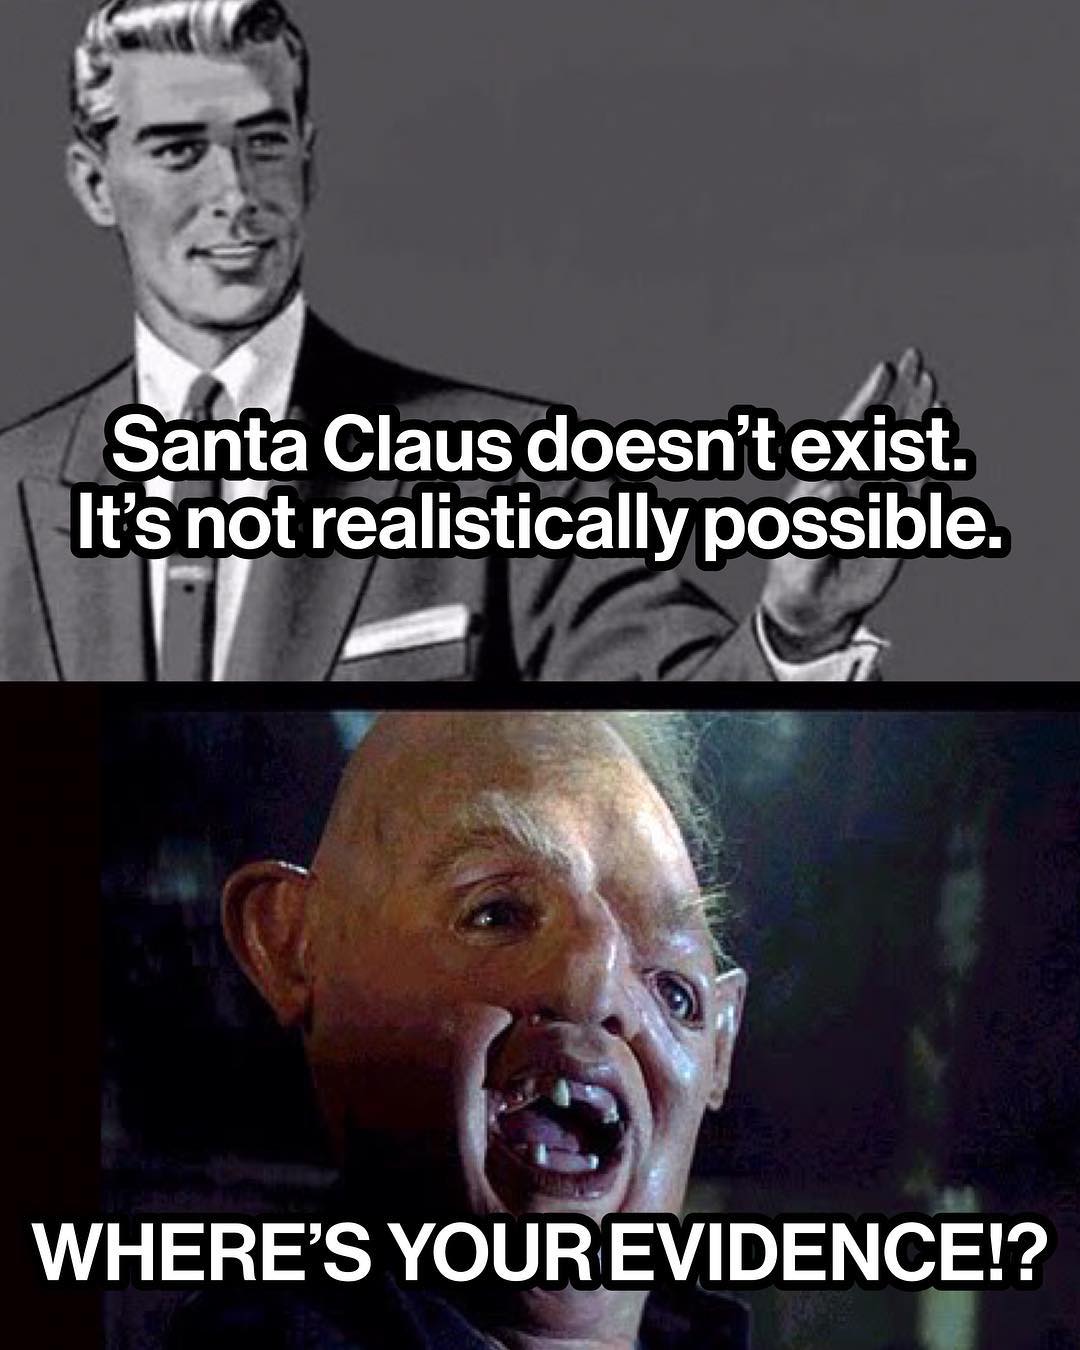 Santa Claus doesn’t exist.
It’s not realistically possible.
WHERE’S YOUR EVIDENCE!?